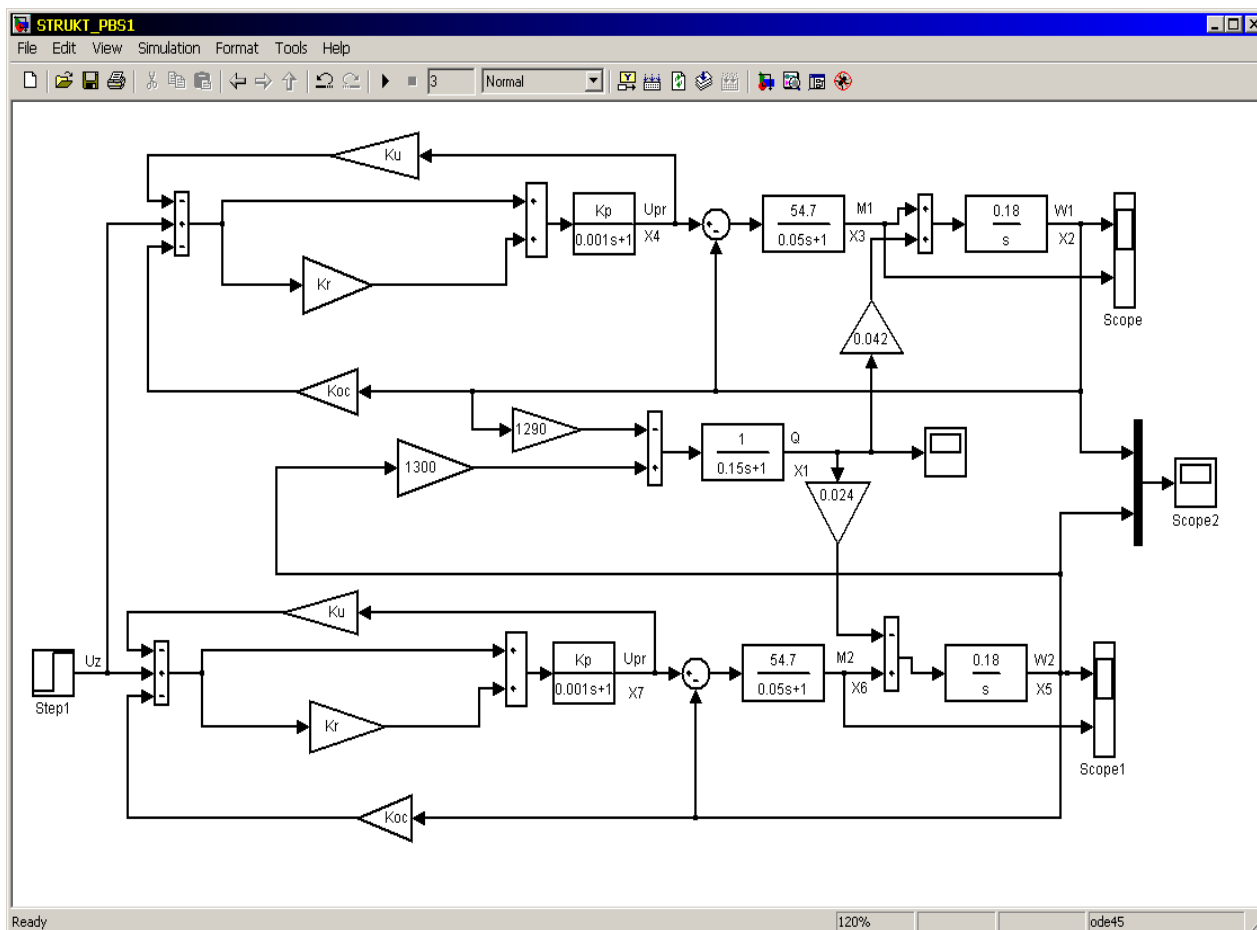 STRUKT_PBS1
File Edit View Simulation Format Tools Help
3 Normal
Ku
Kp
0.001s+1
Upr
X4
54.7
0.05s+1
M1
X3
0.18
s
W1
X2
Kr
Scope
0.042
Koc
1290
1300
1
0.15s+1
Q
X1
0.024
Scope2
Ku
Uz
Step1
Kp
0.001s+1
Upr
X7
54.7
0.05s+1
M2
X6
0.18
s
W2
X5
Kr
Scope1
Koc
Ready 120% ode45